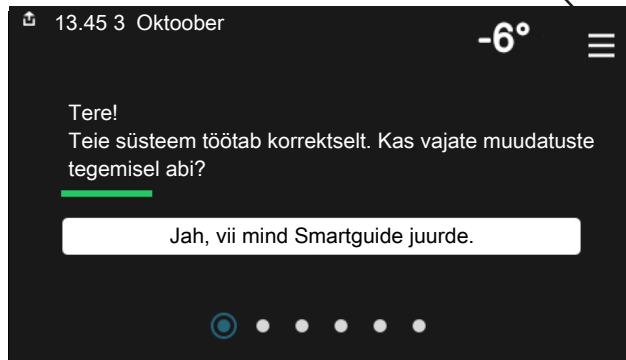 13.45 3 Oktoober
-6°
Tere!
Teie süsteem töötab korrektselt. Kas vajate muudatuste
tegemisel abi?
Jah, vii mind Smartguide juurde.